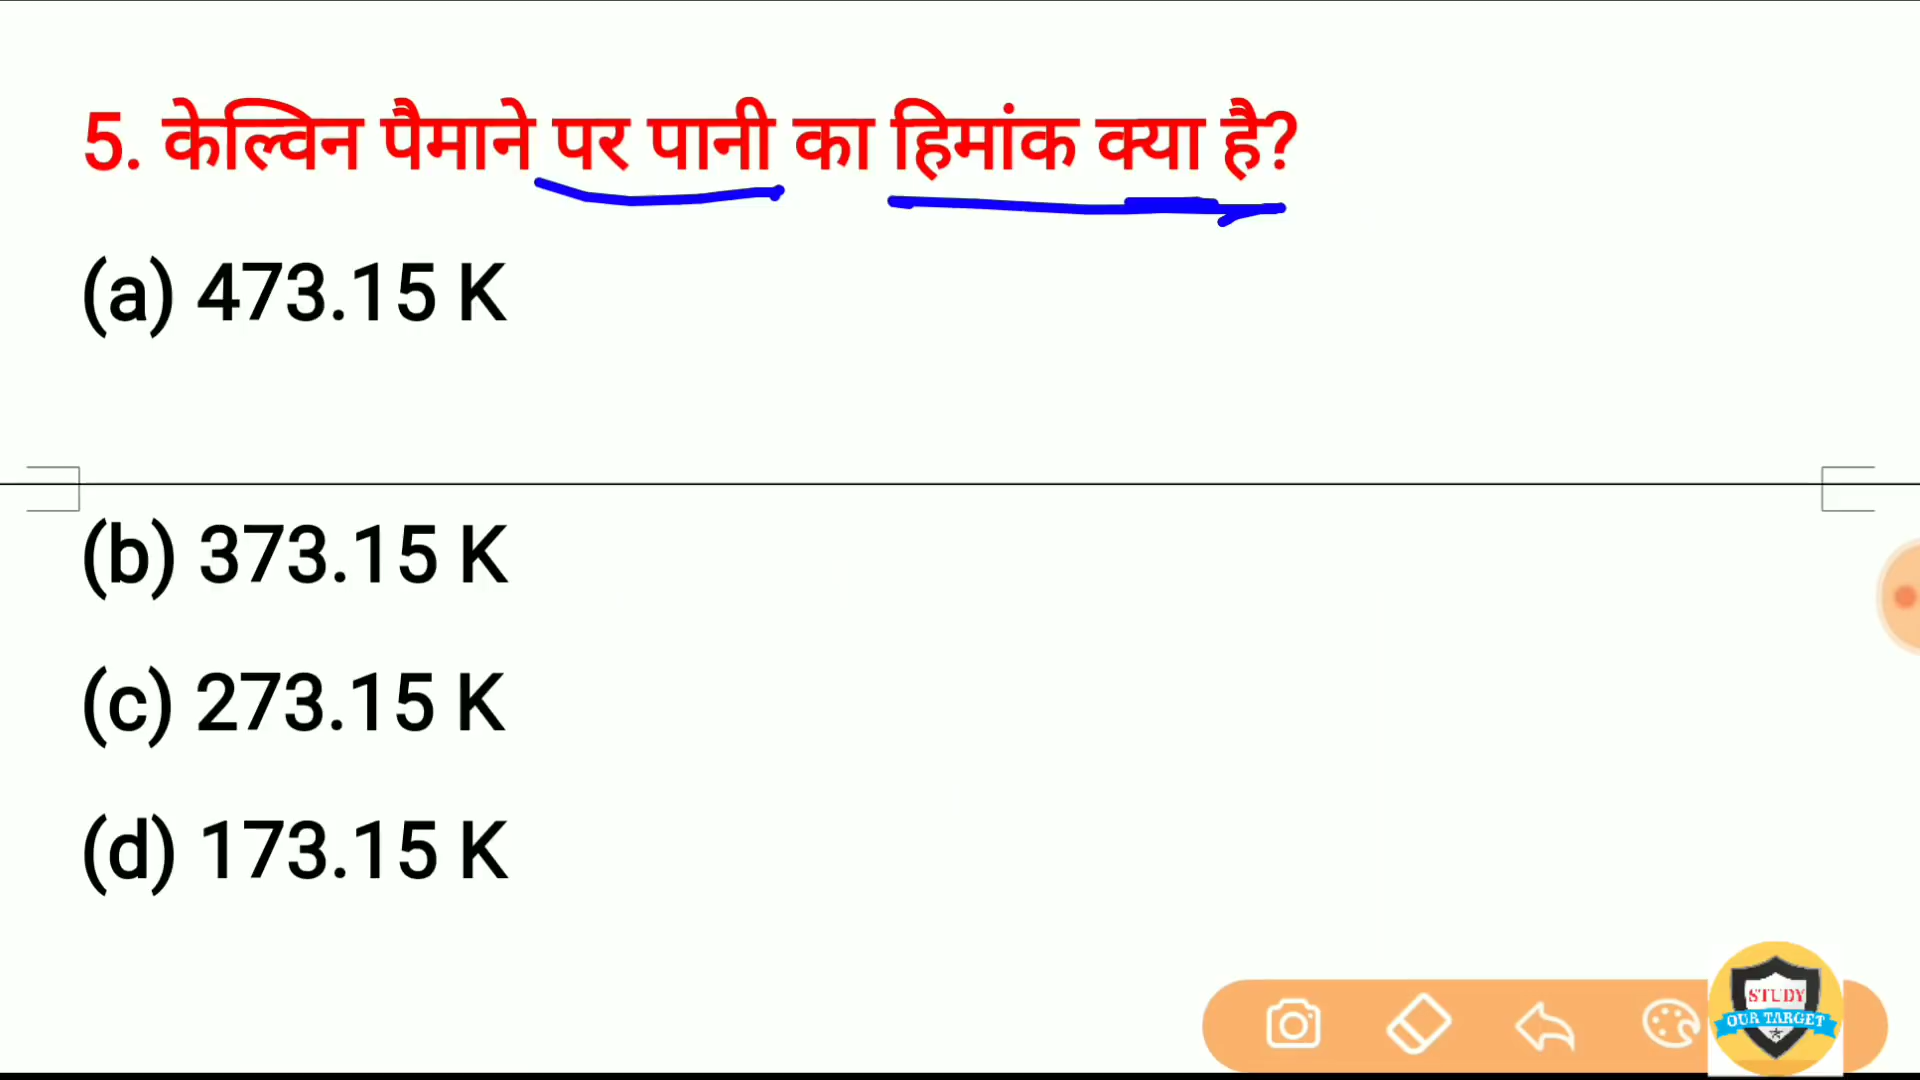 5. केल्विन पैमाने पर पानी का हिमांक क्या है?
(a) 473.15 K
(b) 373.15 K
(c) 273.15 K
(d) 173.15 K
STUDY
OUR TARGET